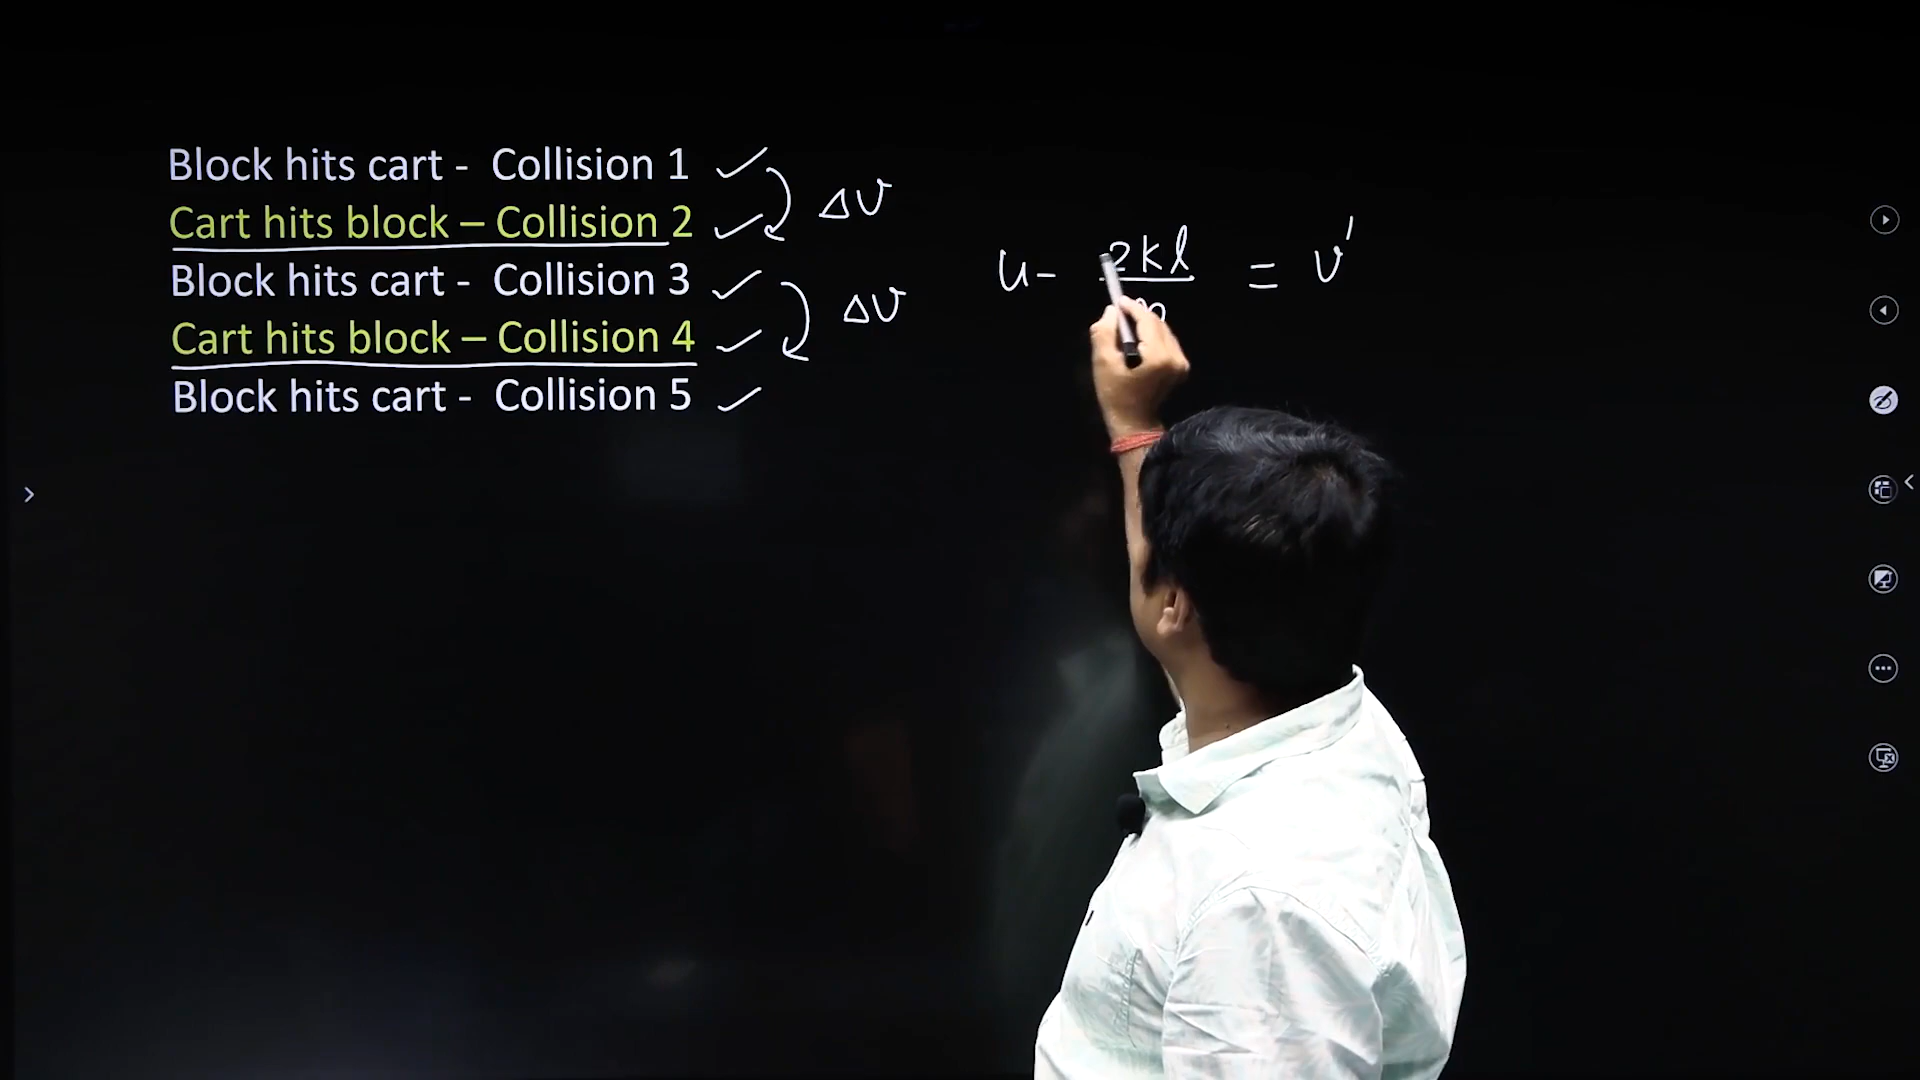 Block hits cart - Collision 1 ✓
ΔV
Cart hits block – Collision 2 ✓
Block hits cart - Collision 3 ✓
ΔV
Cart hits block – Collision 4 ✓
Block hits cart - Collision 5 ✓
u - 2kl = v'